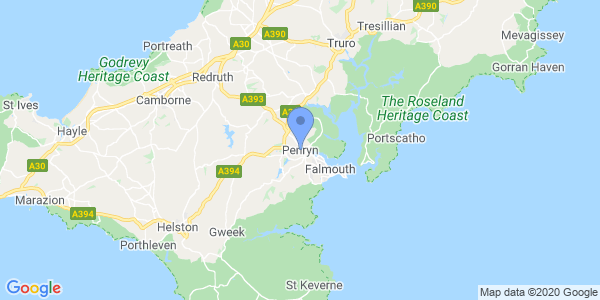 A390
A390
Tresillian
Mevagissey
A30
Truro
Portreath
Godrevy
Heritage Coast
Redruth
Gorran Haven
Camborne
A393
St Ives
The Roseland
Heritage Coast
Hayle
Portscatho
Penryn
A30
A394
Falmouth
Marazion
A394
Helston
Gweek
Porthleven
St Keverne
Google
Map data ©2020 Google